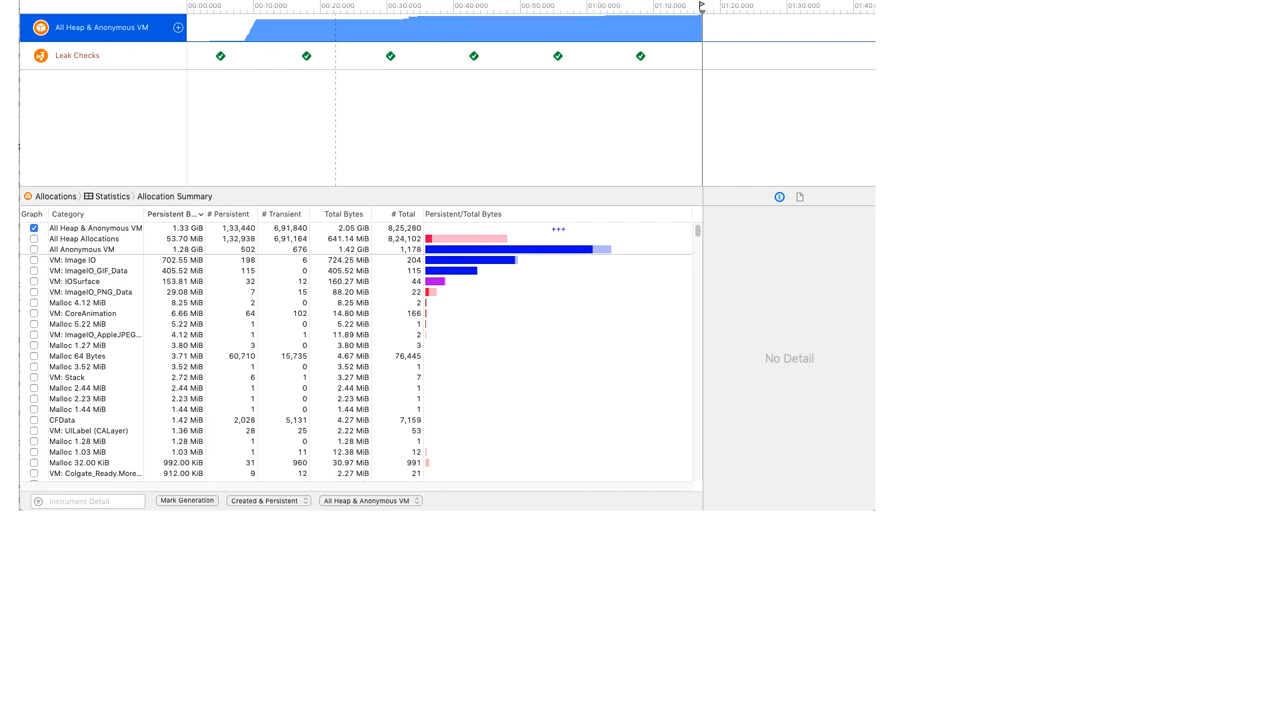 00:00.000 00:10.000 00:20.000 00:30.000 00:40.000 00:50.000 01:00.000 01:10.000 01:20.000 01:30.000 01:40.
All Heap & Anonymous VM
Leak Checks
Allocations Statistics Allocation Summary
Graph Category Persistent B... # Persistent # Transient Total Bytes # Total Persistent/Total Bytes
All Heap & Anonymous VM 1.33 GiB 1,33,440 6,91,840 2.05 GiB 8,25,280 +++
All Heap Allocations 53.70 MiB 1,32,938 6,91,164 641.14 MiB 8,24,102
All Anonymous VM 1.28 GiB 502 676 1.42 GiB 1,178
VM: Image IO 702.55 MiB 198 6 724.25 MiB 204
VM: ImageIO_GIF_Data 405.52 MiB 115 0 405.52 MiB 115
VM: IOSurface 153.81 MiB 32 12 160.27 MiB 44
VM: ImageIO_PNG_Data 29.08 MiB 7 15 88.20 MiB 22
Malloc 4.12 MiB 8.25 MiB 2 0 8.25 MiB 2
VM: CoreAnimation 6.66 MiB 64 102 14.80 MiB 166
Malloc 5.22 MiB 5.22 MiB 1 0 5.22 MiB 1
VM: ImageIO_AppleJPEG... 4.12 MiB 1 1 11.89 MiB 2
Malloc 1.27 MiB 3.80 MiB 3 0 3.80 MiB 3
Malloc 64 Bytes 3.71 MiB 60,710 15,735 4.67 MiB 76,445
Malloc 3.52 MiB 3.52 MiB 1 0 3.52 MiB 1
VM: Stack 2.72 MiB 6 1 3.27 MiB 7
Malloc 2.44 MiB 2.44 MiB 1 0 2.44 MiB 1
Malloc 2.23 MiB 2.23 MiB 1 0 2.23 MiB 1
Malloc 1.44 MiB 1.44 MiB 1 0 1.44 MiB 1
CFData 1.42 MiB 2,028 5,131 4.27 MiB 7,159
VM: UILabel (CALayer) 1.36 MiB 28 25 2.22 MiB 53
Malloc 1.28 MiB 1.28 MiB 1 0 1.28 MiB 1
Malloc 1.03 MiB 1.03 MiB 1 11 12.38 MiB 12
Malloc 32.00 KiB 992.00 KiB 31 960 30.97 MiB 991
VM: Colgate_Ready.More... 912.00 KiB 9 12 2.27 MiB 21
No Detail
Instrument Detail Mark Generation Created & Persistent All Heap & Anonymous VM